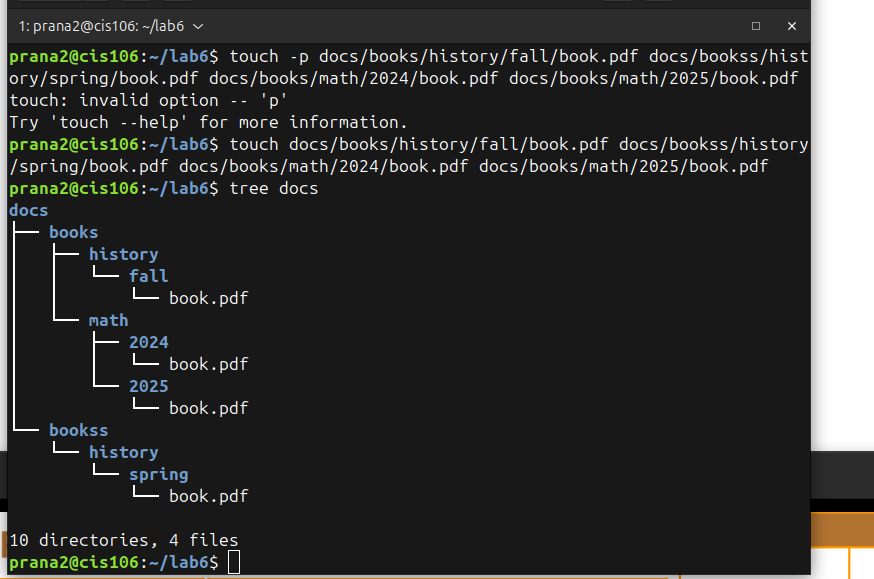 1: prana2@cis106: ~/lab6
prana2@cis106:~/lab6$ touch -p docs/books/history/fall/book.pdf docs/bookss/hist
ory/spring/book.pdf docs/books/math/2024/book.pdf docs/books/math/2025/book.pdf
touch: invalid option -- 'p'
Try 'touch --help' for more information.
prana2@cis106:~/lab6$ touch docs/books/history/fall/book.pdf docs/bookss/history
/spring/book.pdf docs/books/math/2024/book.pdf docs/books/math/2025/book.pdf
prana2@cis106:~/lab6$ tree docs
docs
├── books
│   ├── history
│   │   └── fall
│   │       └── book.pdf
│   └── math
│       ├── 2024
│       │   └── book.pdf
│       └── 2025
│           └── book.pdf
└── bookss
    └── history
        └── spring
            └── book.pdf
10 directories, 4 files
prana2@cis106:~/lab6$